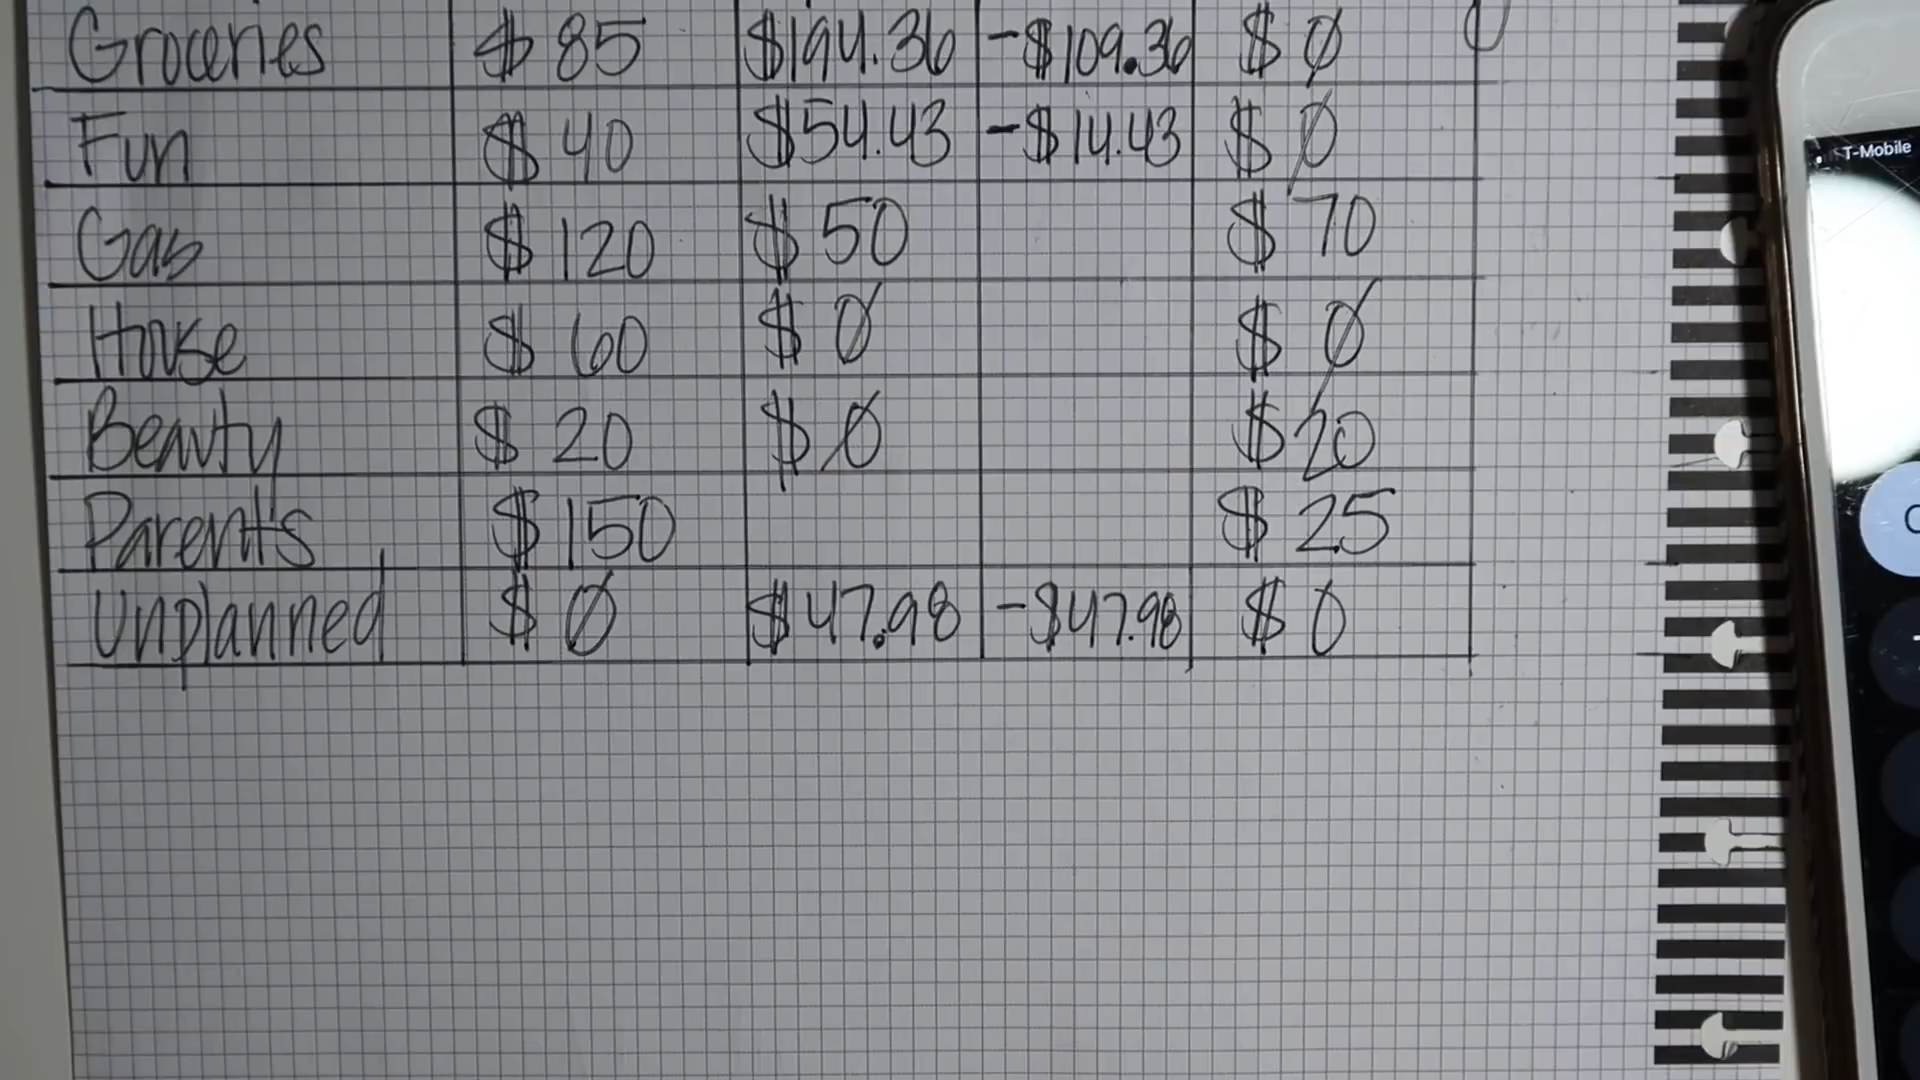 Groceries $ 85 $194.36 -$109.36 $ 0
Fun $ 40 $54.43 -$14.43 $ 0
Gas $ 120 $ 50 $ 70
House $ 60 $ 0 $ 0
Beauty $ 20 $ 0 $ 20
Parent's $ 150 $ 25
Unplanned $ 0 $47.98 -$47.98 $ 0
T-Mobile